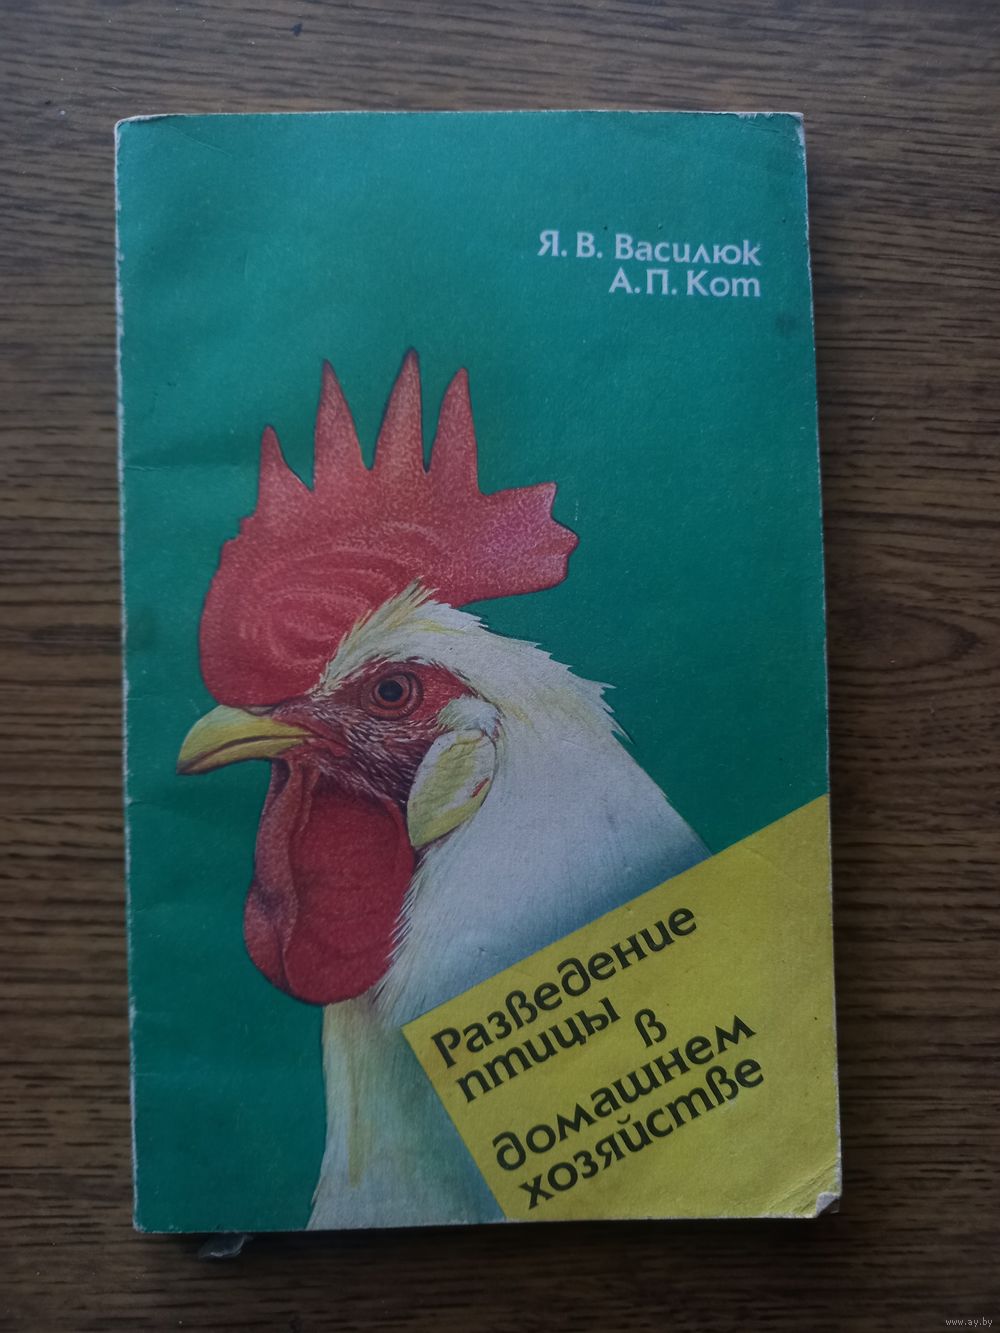 Я. В. Василюк
А. П. Кот
Разведение
птицы
в
домашнем
хозяйстве
www.ay.by